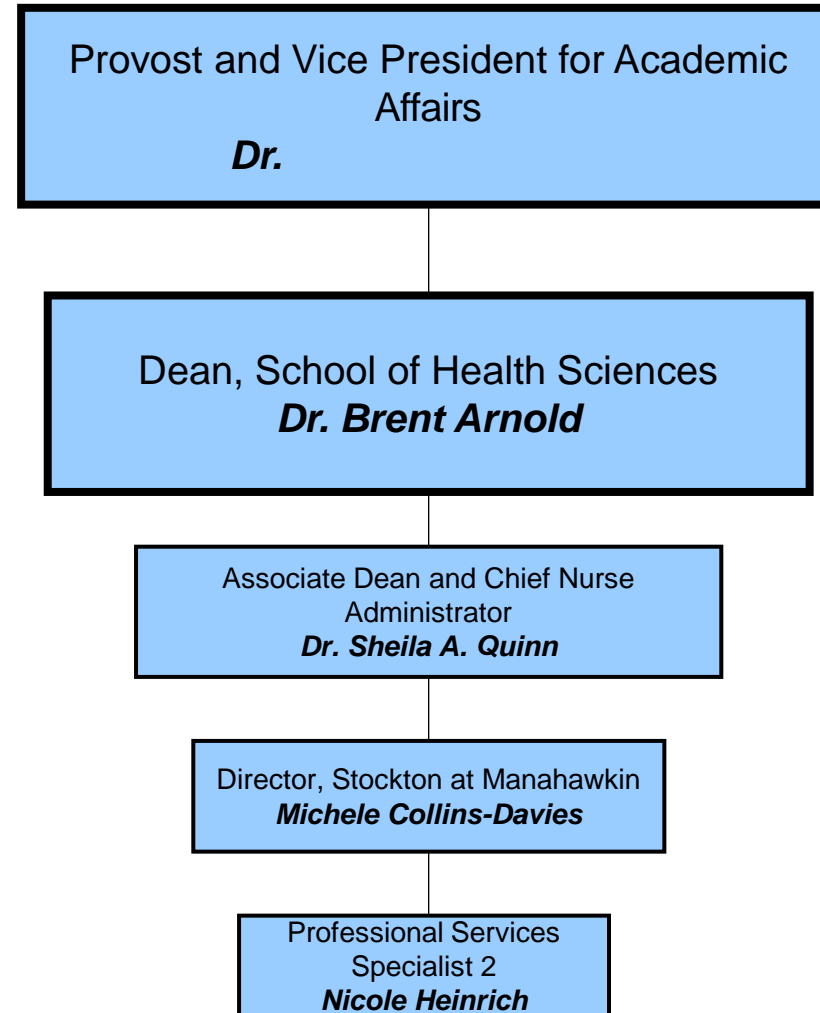 Provost and Vice President for Academic
Affairs
Dr.
Dean, School of Health Sciences
Dr. Brent Arnold
Associate Dean and Chief Nurse
Administrator
Dr. Sheila A. Quinn
Director, Stockton at Manahawkin
Michele Collins-Davies
Professional Services
Specialist 2
Nicole Heinrich